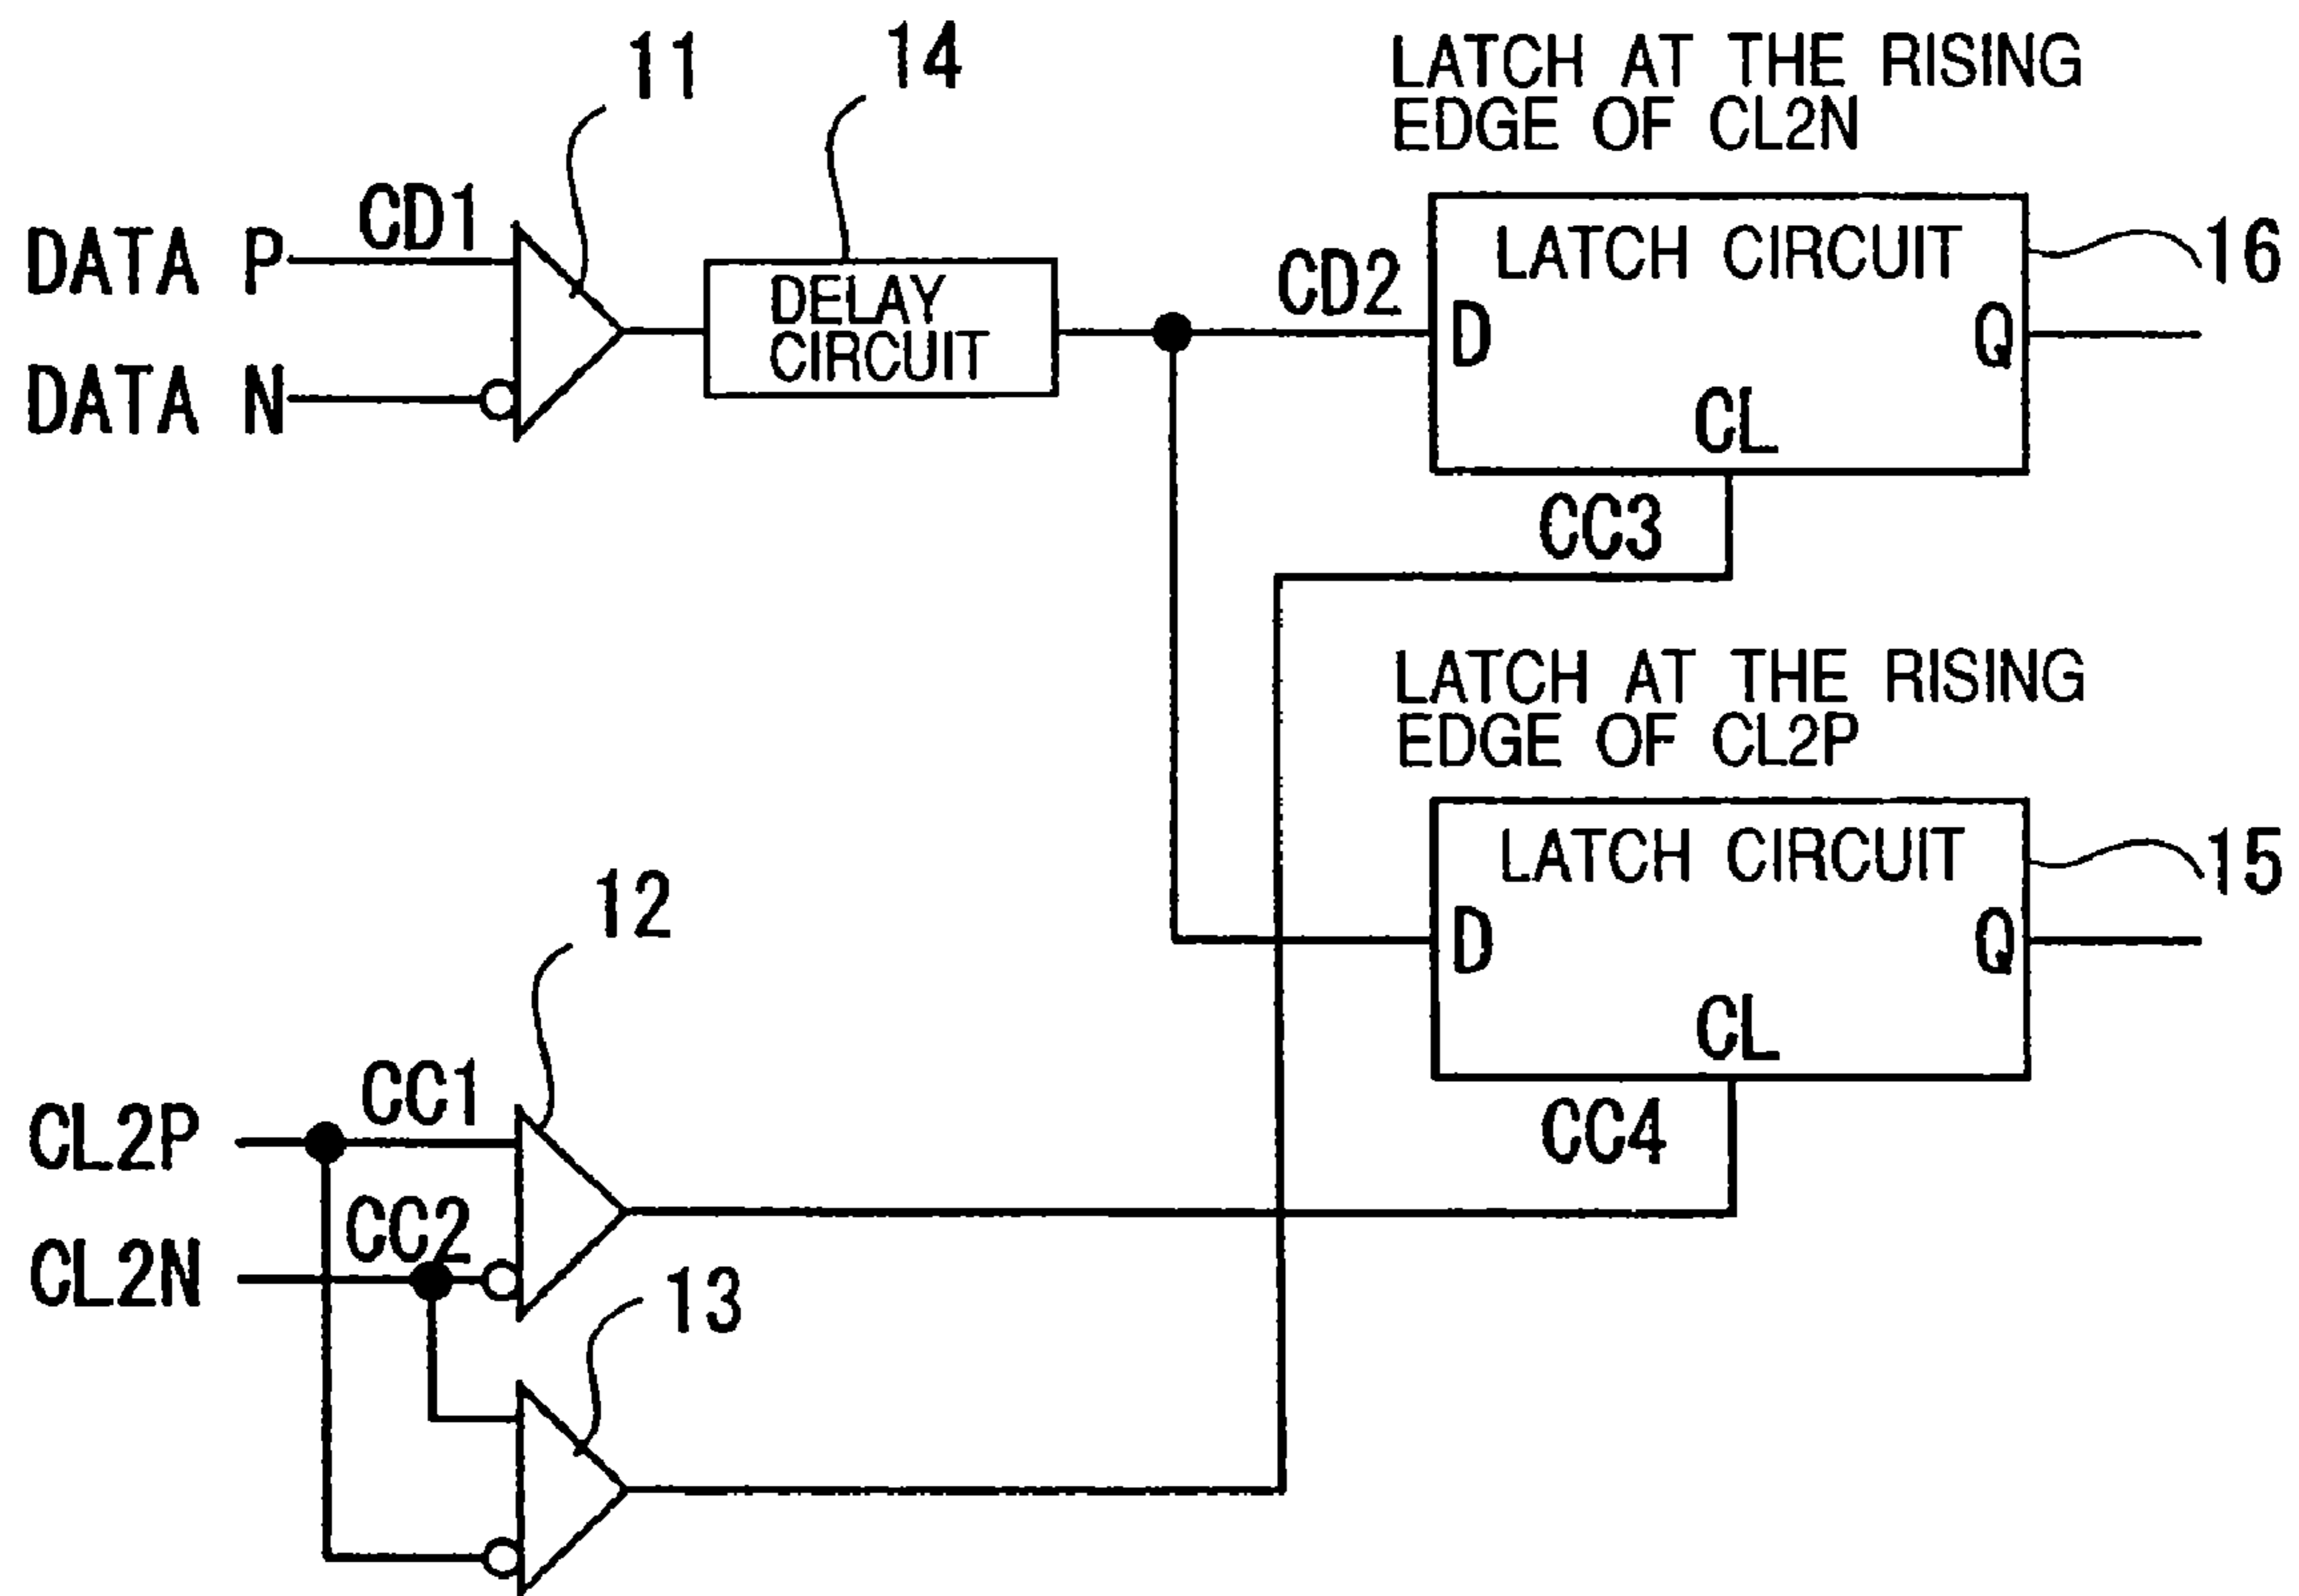 11
14
LATCH AT THE RISING
EDGE OF CL2N
DATA P
CD1
DELAY
CIRCUIT
CD2
LATCH CIRCUIT
16
D
Q
CL
DATA N
CC3
LATCH AT THE RISING
EDGE OF CL2P
LATCH CIRCUIT
15
D
Q
CL
12
CC4
CL2P
CC1
CL2N
CC2
13